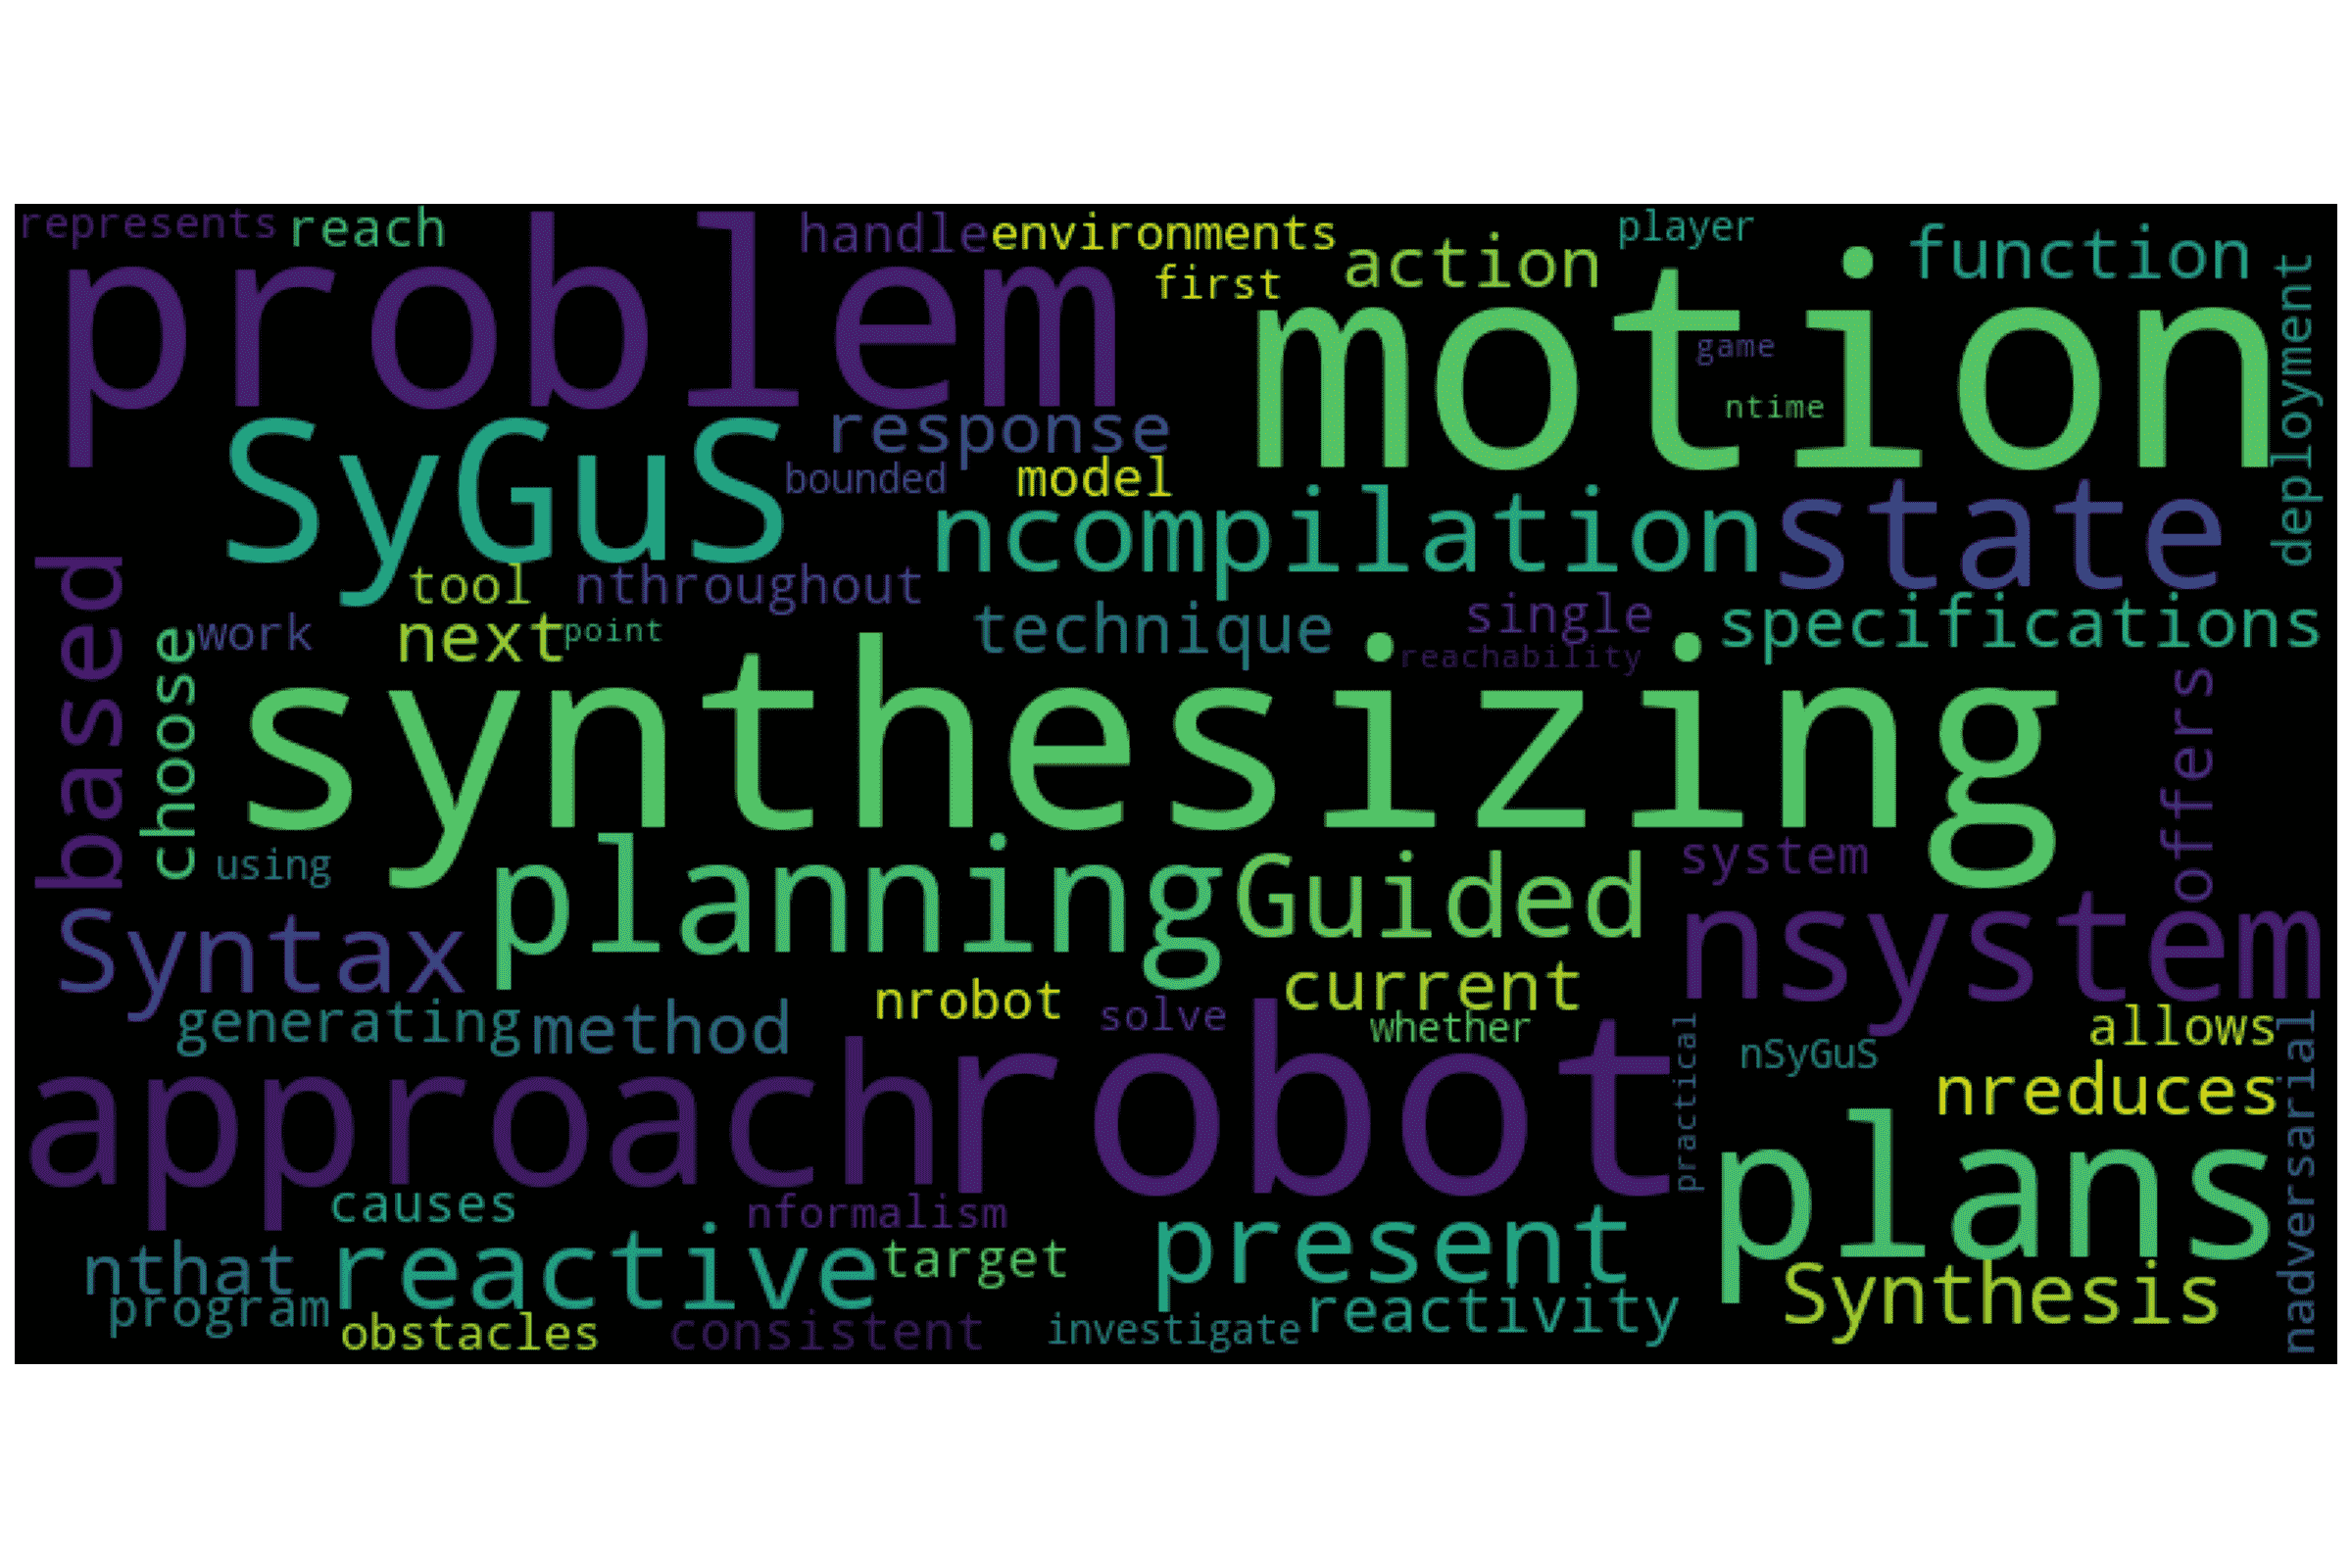 represents
reach
problem
handle
environments
first
action
player
function
motion
game
ntime
deployment
SyGuS
response
bounded
model
ncompilation
state
based
tool
nthroughout
work
next
point
choose
technique
single
reachability
specifications
synthesizing
offers
using
planning
Guided
system
nsystem
Syntax
generating
method
nrobot
current
solve
whether
practical
nSyGuS
allows
nreduces
nadversarial
approach
robot
plans
causes
nformalism
nthat
reactive
target
present
Synthesis
program
obstacles
consistent
investigate
reactivity